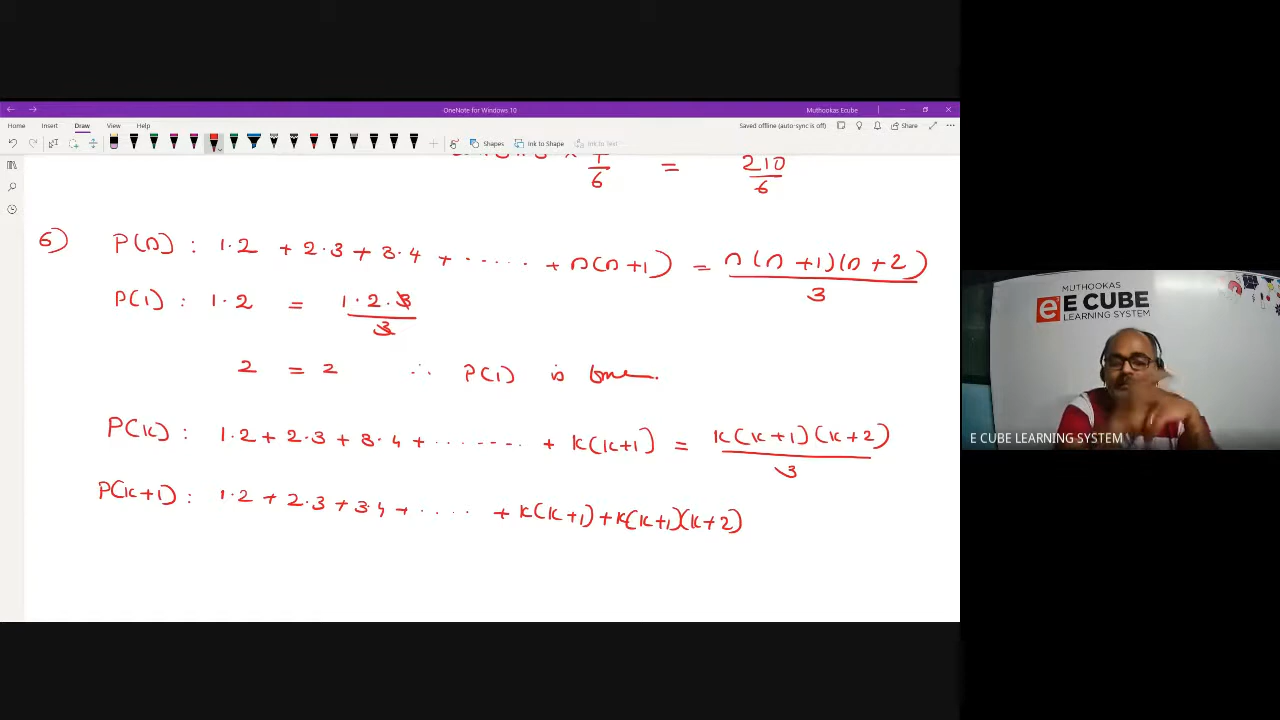 OneNote for Windows 10
Muthookas Ecube
Home Insert Draw View Help
Saved offline (auto-sync is off)
Share
Shapes
Ink to Shape
Ink to Text
6 = 210/6
6) P(n) : 1·2 + 2·3 + 3·4 + ······ + n(n+1) = n(n+1)(n+2)/3
P(1) : 1·2 = 1·2·3/3
2 = 2 ∴ P(1) is true.
P(k) : 1·2 + 2·3 + 3·4 + ······· + k(k+1) = k(k+1)(k+2)/3
P(k+1) : 1·2 + 2·3 + 3·4 + ····· + k(k+1) + k(k+1)(k+2)
MUTHOOKAS
e E CUBE
LEARNING SYSTEM
E CUBE LEARNING SYSTEM